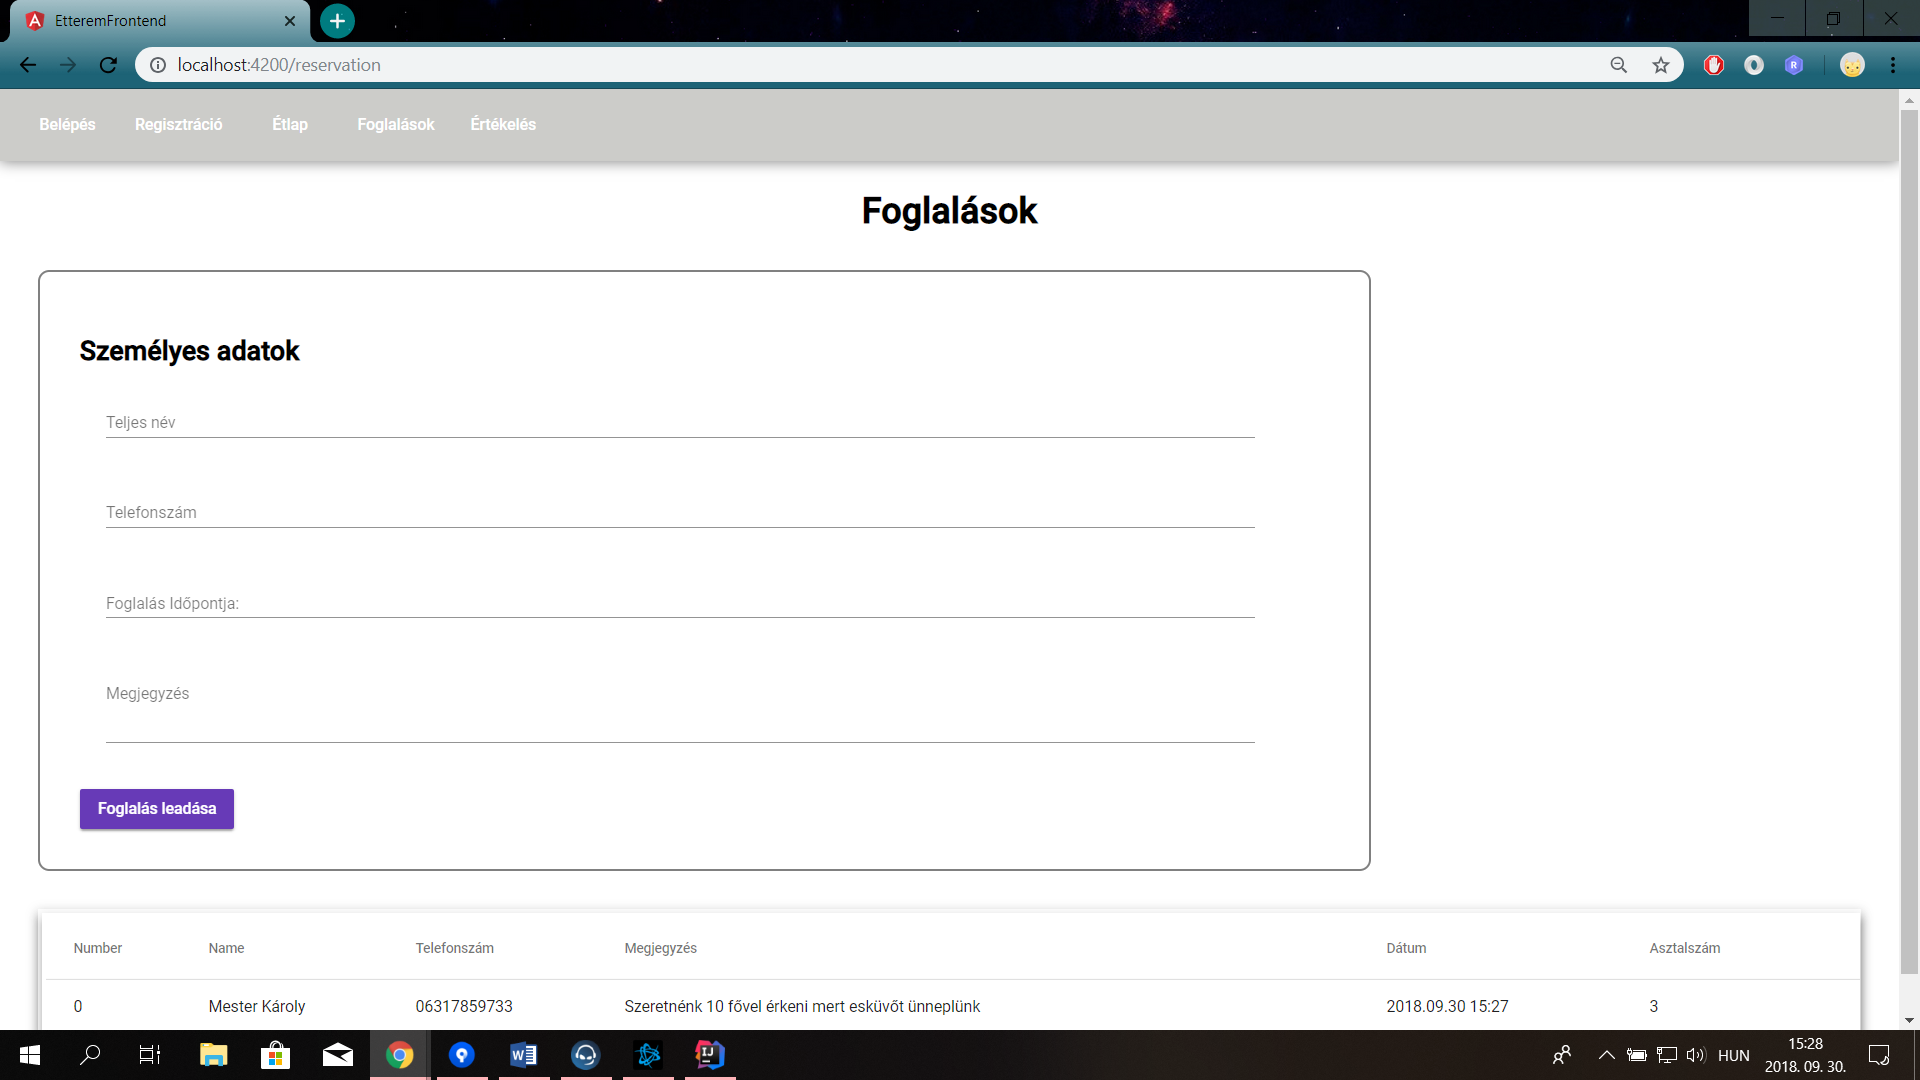 EtteremFrontend
localhost:4200/reservation
Belépés Regisztráció Étlap Foglalások Értékelés
Foglalások
Személyes adatok
Teljes név
Telefonszám
Foglalás Időpontja:
Megjegyzés
Foglalás leadása
Number Name Telefonszám Megjegyzés Dátum Asztalszám
0 Mester Károly 06317859733 Szeretnénk 10 fővel érkeni mert esküvőt ünneplünk 2018.09.30 15:27 3
HUN
15:28
2018. 09. 30.